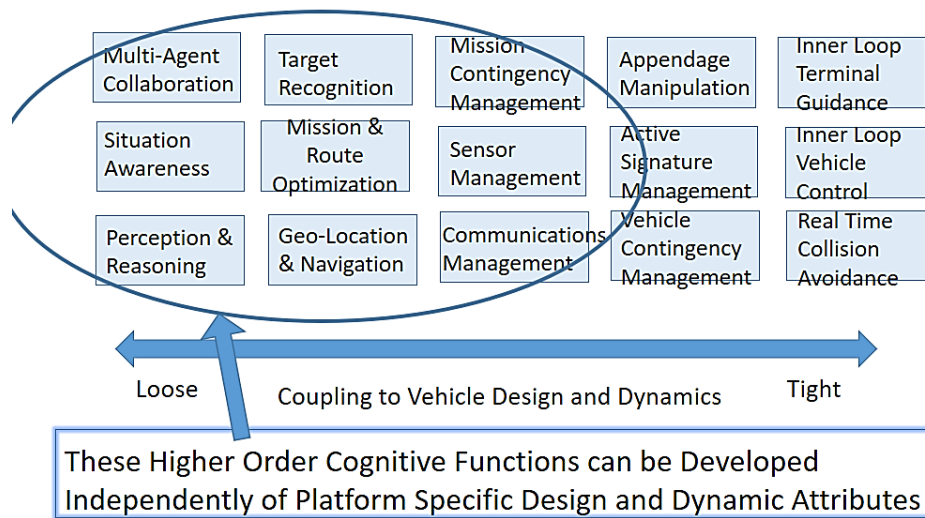 Multi-Agent
Collaboration
Target
Recognition
Mission
Contingency
Management
Appendage
Manipulation
Inner Loop
Terminal
Guidance
Situation
Awareness
Mission &
Route
Optimization
Sensor
Management
Active
Signature
Management
Inner Loop
Vehicle
Control
Perception &
Reasoning
Geo-Location
& Navigation
Communications
Management
Vehicle
Contingency
Management
Real Time
Collision
Avoidance
Loose
Coupling to Vehicle Design and Dynamics
Tight
These Higher Order Cognitive Functions can be Developed
Independently of Platform Specific Design and Dynamic Attributes